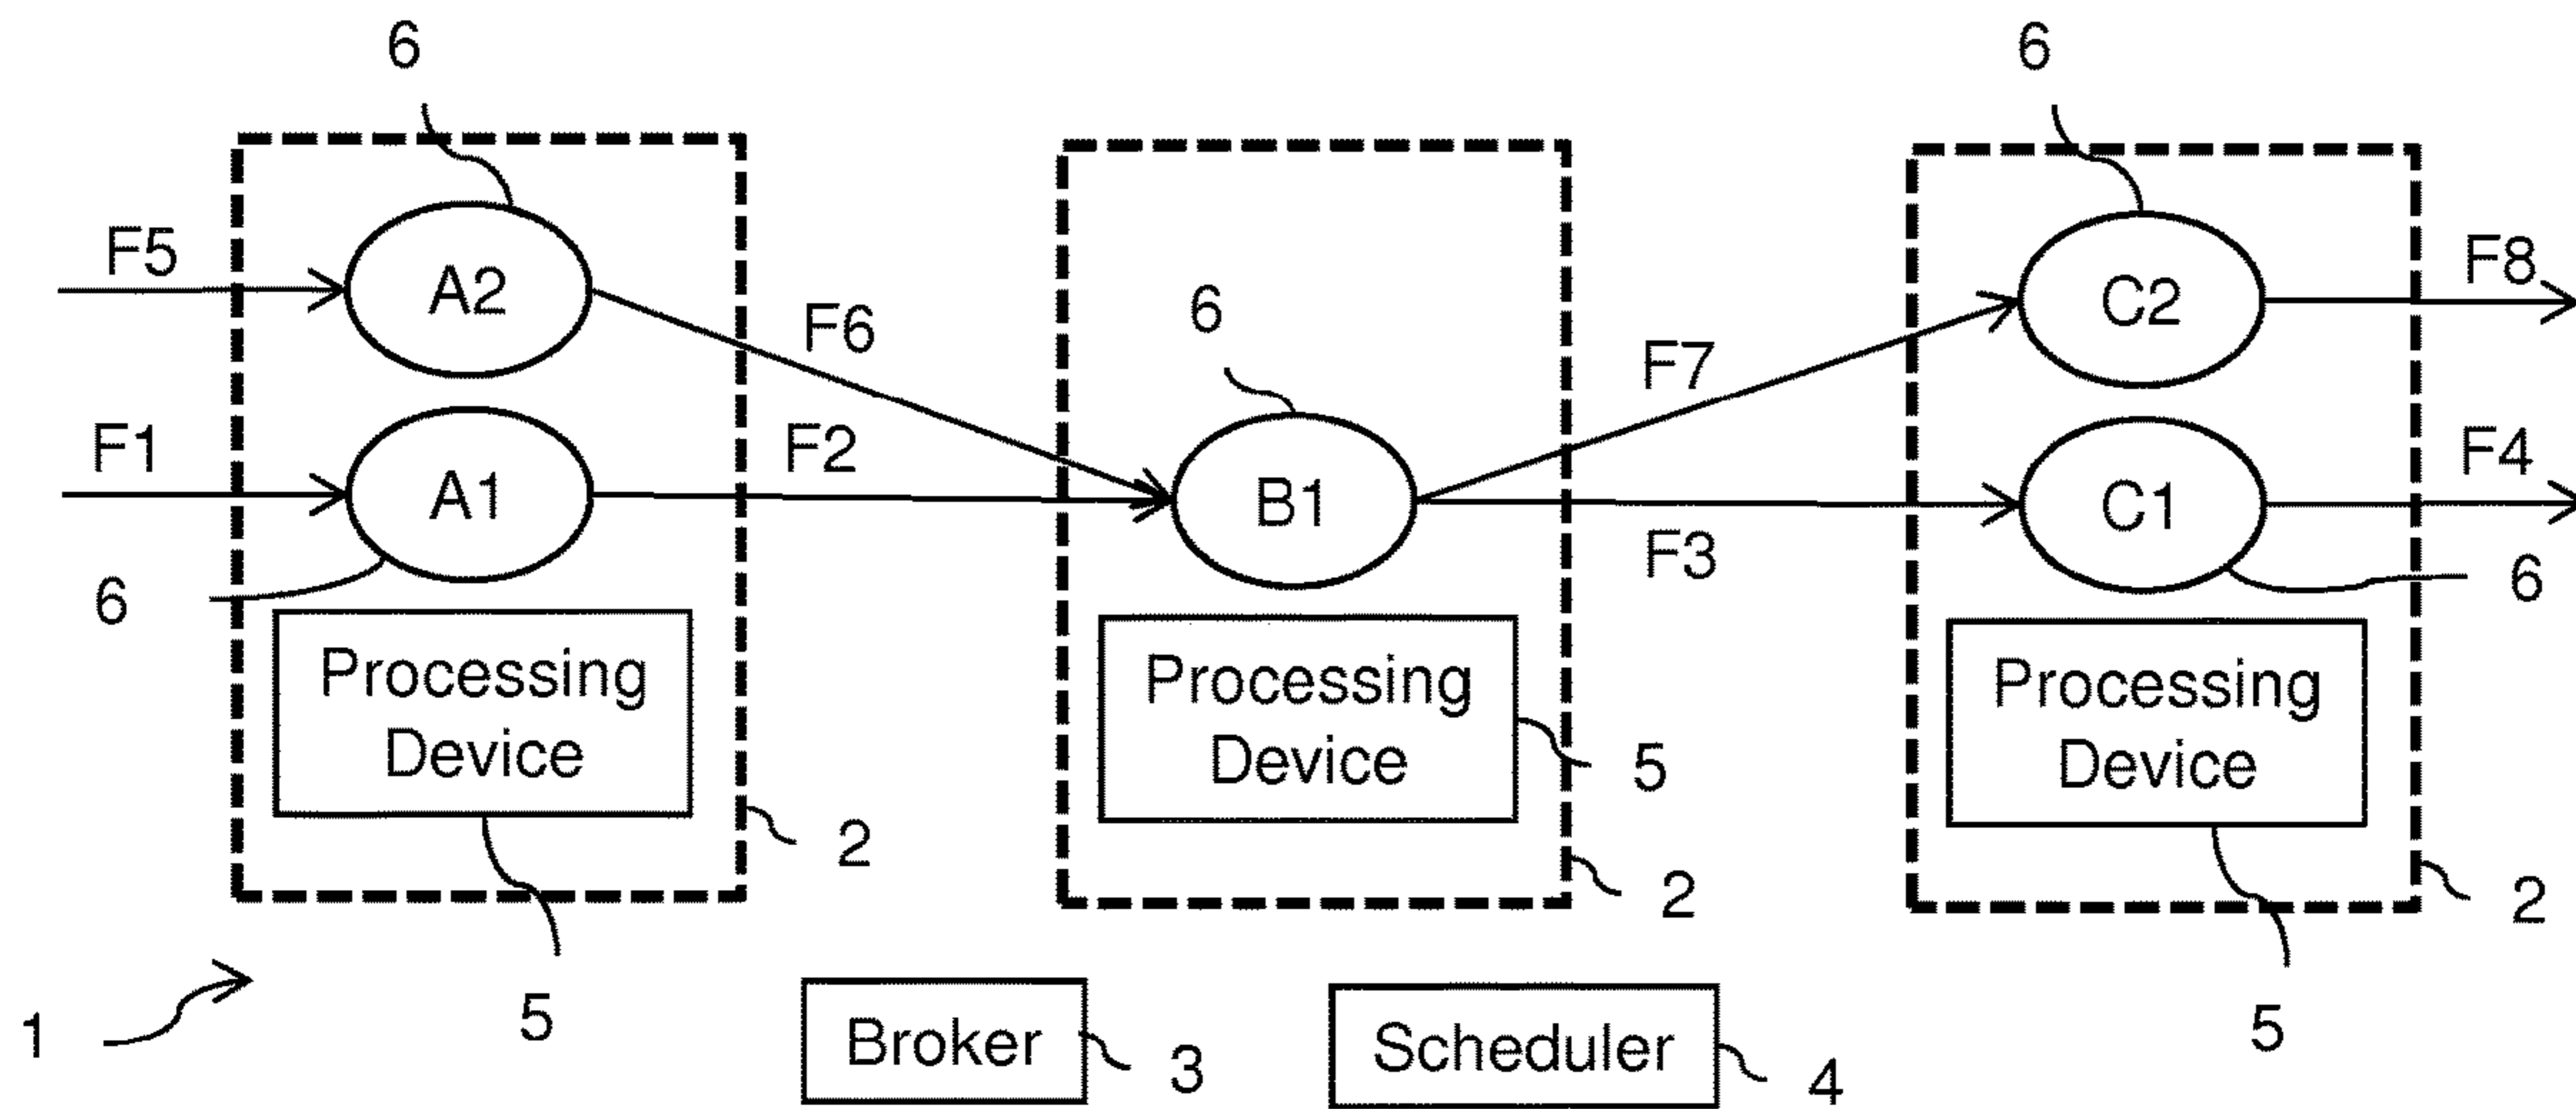 6
6
F5
A2
F6
6
F7
C2
F8
F1
A1
F2
B1
F3
C1
F4
6
6
Processing
Device
Processing
Device
Processing
Device
5
2
2
2
1
5
5
Broker
3
Scheduler
4